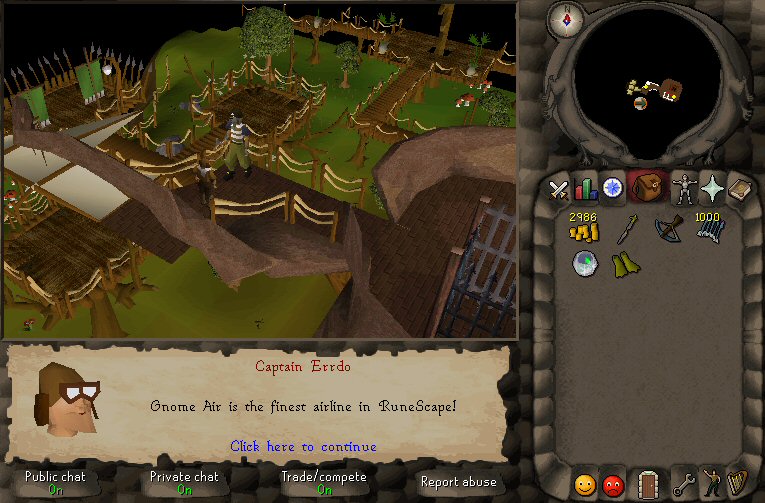 2986
1000
Captain Errdo
Gnome Air is the finest airline in RuneScape!
Click here to continue
Public chat
On
Private chat
On
Trade/compete
On
Report abuse